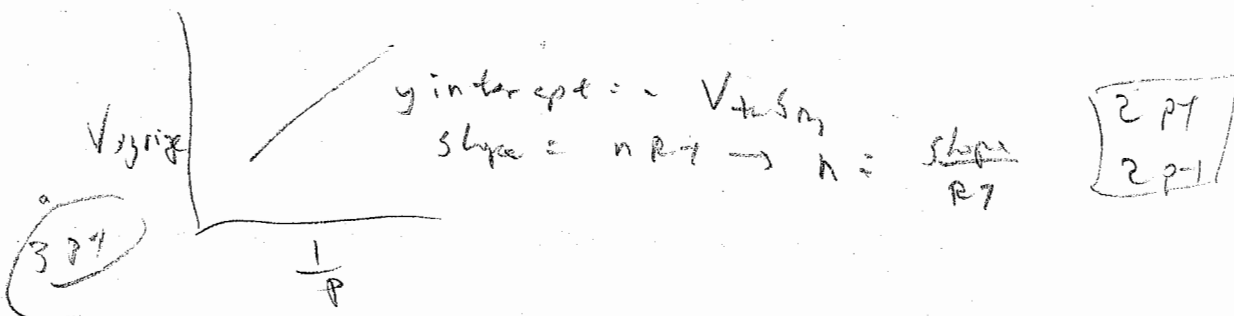 y intercept = - V tubing
slope = nRT → n = slope / RT
2 pt
2 pt
V syringe
3 pt
1 / P